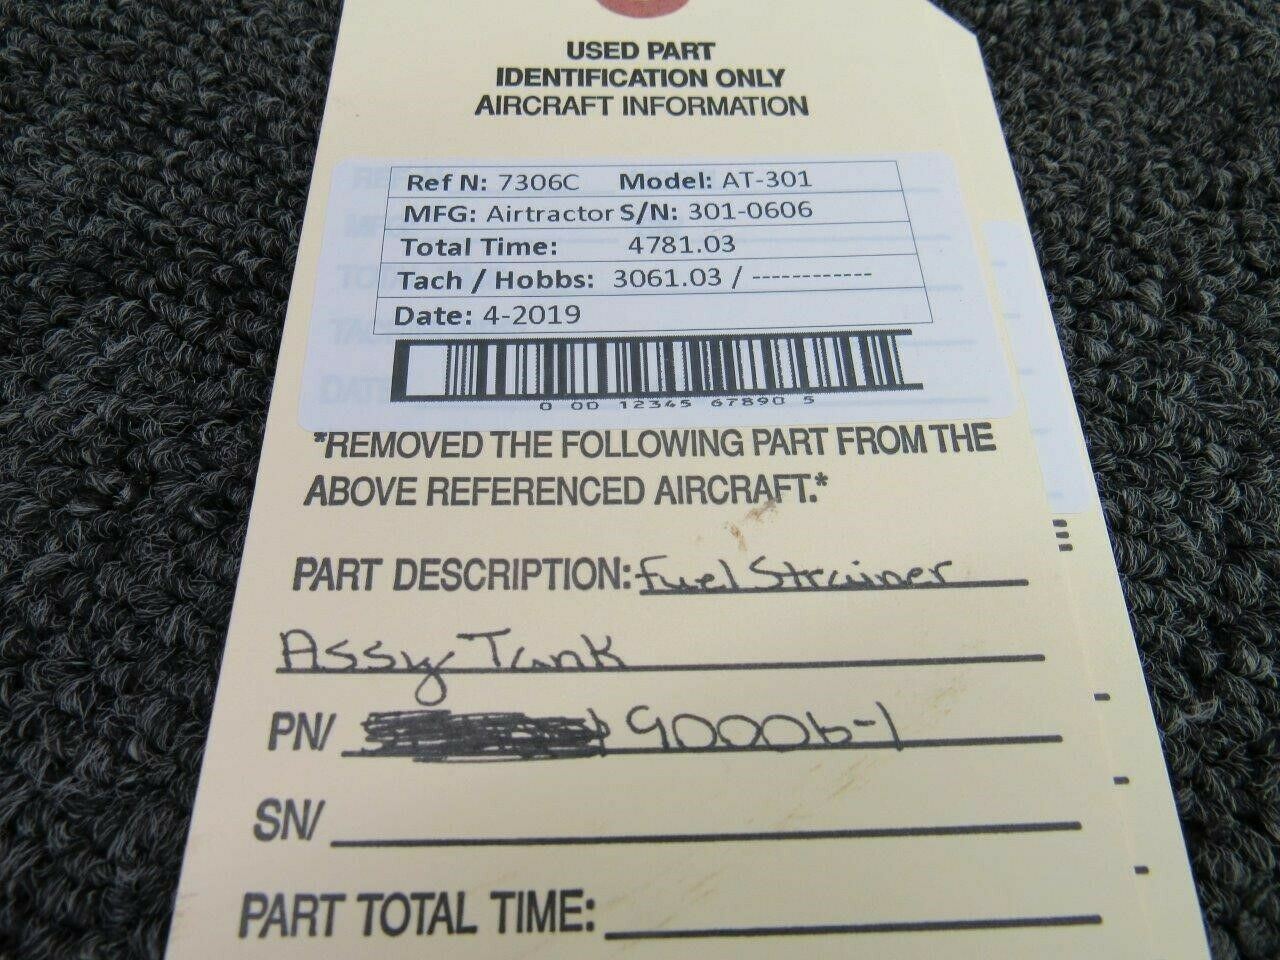 USED PART
IDENTIFICATION ONLY
AIRCRAFT INFORMATION
Ref N: 7306C Model: AT-301
MFG: Airtractor S/N: 301-0606
Total Time: 4781.03
Tach / Hobbs: 3061.03 / ------------
Date: 4-2019
0 00 12345 67890 5
*REMOVED THE FOLLOWING PART FROM THE
ABOVE REFERENCED AIRCRAFT.*
PART DESCRIPTION: Fuel Strainer
Assy Tank
PN/ 90006-1
SN/
PART TOTAL TIME: